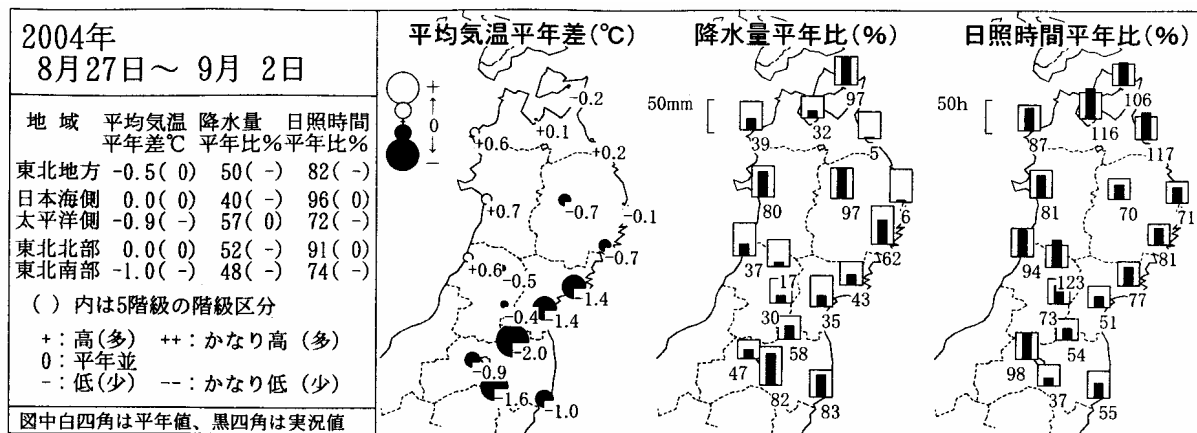 2004年
8月27日～ 9月 2日
地 域 平均気温 降水量 日照時間
平年差℃ 平年比% 平年比%
東北地方 -0.5( 0) 50( -) 82( -)
日本海側 0.0( 0) 40( -) 96( 0)
太平洋側 -0.9( -) 57( 0) 72( -)
東北北部 0.0( 0) 52( -) 91( 0)
東北南部 -1.0( -) 48( -) 74( -)
( ) 内は5階級の階級区分
+：高(多) ++：かなり高 (多)
0：平年並
-：低(少) --：かなり低 (少)
図中白四角は平年値、黒四角は実況値
平均気温平年差(℃)
+
↑
0
↓
-
-0.2
+0.1
+0.6
+0.2
+0.7
-0.7
-0.1
-0.7
+0.6
-0.5
-1.4
-0.4
-1.4
-2.0
-0.9
-1.6
-1.0
降水量平年比(%)
50mm
97
32
39
5
80
97
6
62
37
17
43
30
35
58
47
82
83
日照時間平年比(%)
50h
106
116
87
117
81
70
71
81
94
123
77
73
51
54
98
37
55